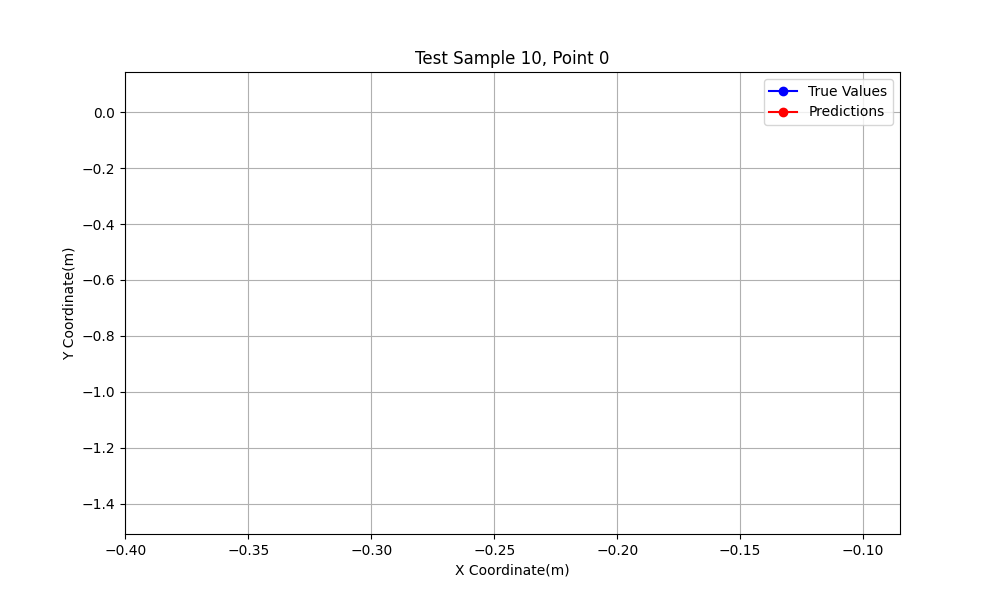 Test Sample 10, Point 0
True Values
Predictions
0.0
−0.2
−0.4
−0.6
−0.8
−1.0
−1.2
−1.4
Y Coordinate(m)
−0.40 −0.35 −0.30 −0.25 −0.20 −0.15 −0.10
X Coordinate(m)